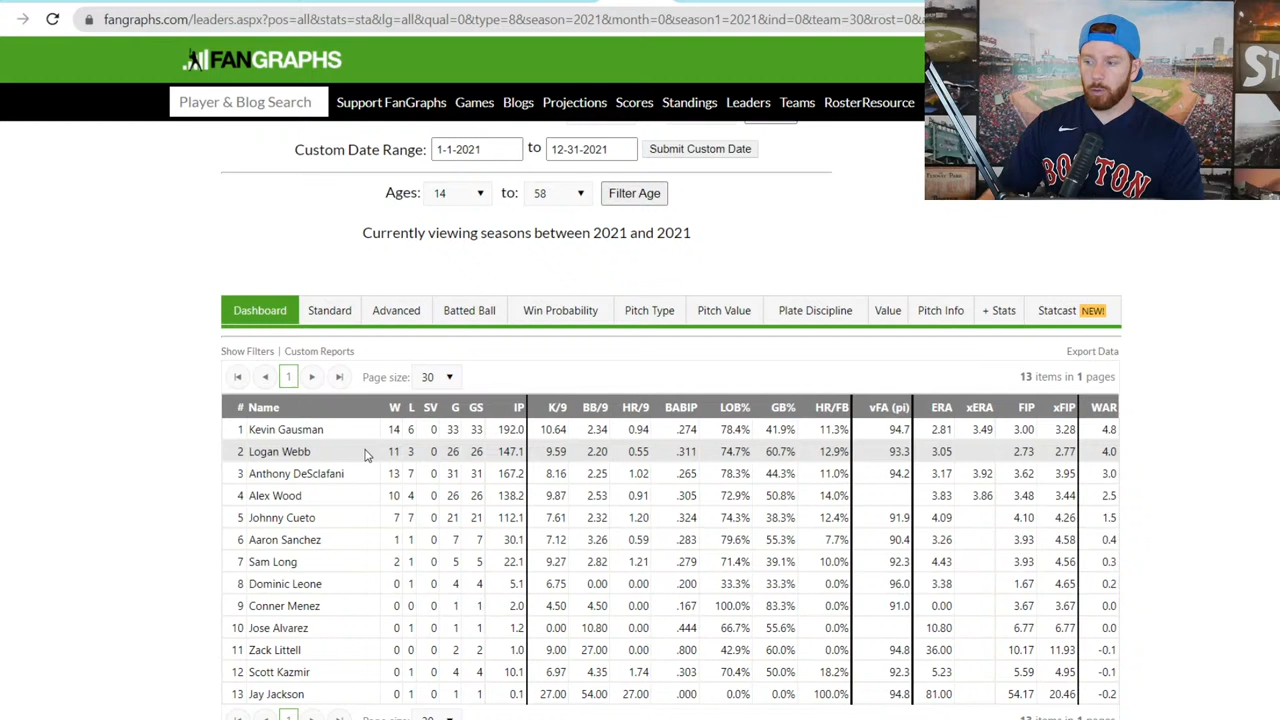 fangraphs.com/leaders.aspx?pos=all&stats=sta&lg=all&qual=0&type=8&season=2021&month=0&season1=2021&ind=0&team=30&rost=0&
FANGRAPHS
Player & Blog Search Support FanGraphs Games Blogs Projections Scores Standings Leaders Teams RosterResource
BOSTON
Custom Date Range: 1-1-2021 to 12-31-2021 Submit Custom Date
Ages: 14 to: 58 Filter Age
Currently viewing seasons between 2021 and 2021
Dashboard Standard Advanced Batted Ball Win Probability Pitch Type Pitch Value Plate Discipline Value Pitch Info + Stats Statcast NEW!
Show Filters | Custom Reports Export Data
1 Page size: 30 13 items in 1 pages
# Name W L SV G GS IP K/9 BB/9 HR/9 BABIP LOB% GB% HR/FB vFA (pi) ERA xERA FIP xFIP WAR
1 Kevin Gausman 14 6 0 33 33 192.0 10.64 2.34 0.94 .274 78.4% 41.9% 11.3% 94.7 2.81 3.49 3.00 3.28 4.8
2 Logan Webb 11 3 0 26 26 147.1 9.59 2.20 0.55 .311 74.7% 60.7% 12.9% 93.3 3.05 2.73 2.77 4.0
3 Anthony DeSclafani 13 7 0 31 31 167.2 8.16 2.25 1.02 .265 78.3% 44.3% 11.0% 94.2 3.17 3.92 3.62 3.95 3.0
4 Alex Wood 10 4 0 26 26 138.2 9.87 2.53 0.91 .305 72.9% 50.8% 14.0% 3.83 3.86 3.48 3.44 2.5
5 Johnny Cueto 7 7 0 21 21 112.1 7.61 2.32 1.20 .324 74.3% 38.3% 12.4% 91.9 4.09 4.10 4.26 1.5
6 Aaron Sanchez 1 1 0 7 7 30.1 7.12 3.26 0.59 .283 79.6% 55.3% 7.7% 90.4 3.26 3.93 4.58 0.4
7 Sam Long 2 1 0 5 5 22.1 9.27 2.82 1.21 .279 71.4% 39.1% 10.0% 92.3 4.43 3.93 4.56 0.3
8 Dominic Leone 0 1 0 4 4 5.1 6.75 0.00 0.00 .200 33.3% 33.3% 0.0% 96.0 3.38 1.67 4.65 0.2
9 Conner Menez 0 0 0 1 1 2.0 4.50 4.50 0.00 .167 100.0% 83.3% 0.0% 91.0 0.00 3.67 3.67 0.0
10 Jose Alvarez 0 1 0 1 1 1.2 0.00 10.80 0.00 .444 66.7% 55.6% 0.0% 10.80 6.77 6.77 0.0
11 Zack Littell 0 0 0 2 2 1.0 9.00 27.00 0.00 .800 42.9% 60.0% 0.0% 94.8 36.00 10.17 11.93 -0.1
12 Scott Kazmir 0 1 0 4 4 10.1 6.97 4.35 1.74 .303 70.4% 50.0% 18.2% 92.3 5.23 5.59 4.95 -0.1
13 Jay Jackson 0 1 0 1 1 0.1 27.00 54.00 27.00 .000 0.0% 0.0% 100.0% 94.8 81.00 54.17 20.46 -0.2